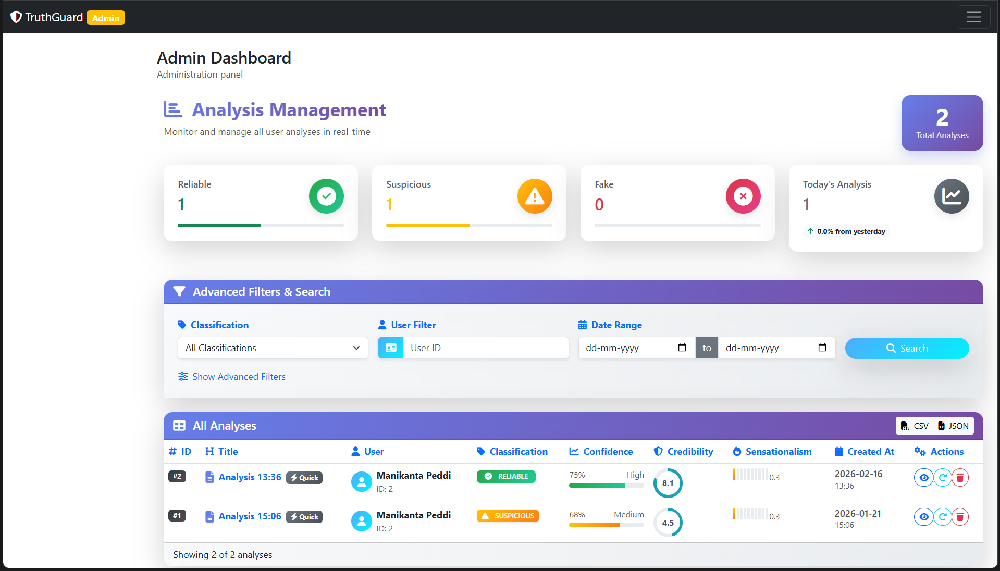 TruthGuard Admin
Admin Dashboard
Administration panel
Analysis Management
Monitor and manage all user analyses in real-time
2
Total Analyses
Reliable
1
Suspicious
1
Fake
0
Today's Analysis
1
0.0% from yesterday
Advanced Filters & Search
Classification
User Filter
Date Range
All Classifications
User ID
dd-mm-yyyy to dd-mm-yyyy
Search
Show Advanced Filters
All Analyses
CSV JSON
# ID Title User Classification Confidence Credibility Sensationalism Created At Actions
#2 Analysis 13:36 Quick Manikanta Peddi RELIABLE 75% High 8.1 0.3 2026-02-16
ID: 2 13:36
#1 Analysis 15:06 Quick Manikanta Peddi SUSPICIOUS 68% Medium 4.5 0.3 2026-01-21
ID: 2 15:06
Showing 2 of 2 analyses